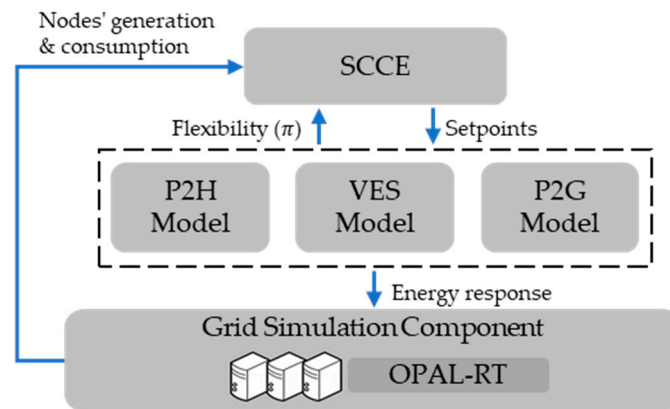 Nodes' generation
& consumption
SCCE
Flexibility (π)
Setpoints
P2H
Model
VES
Model
P2G
Model
Energy response
Grid Simulation Component
OPAL-RT